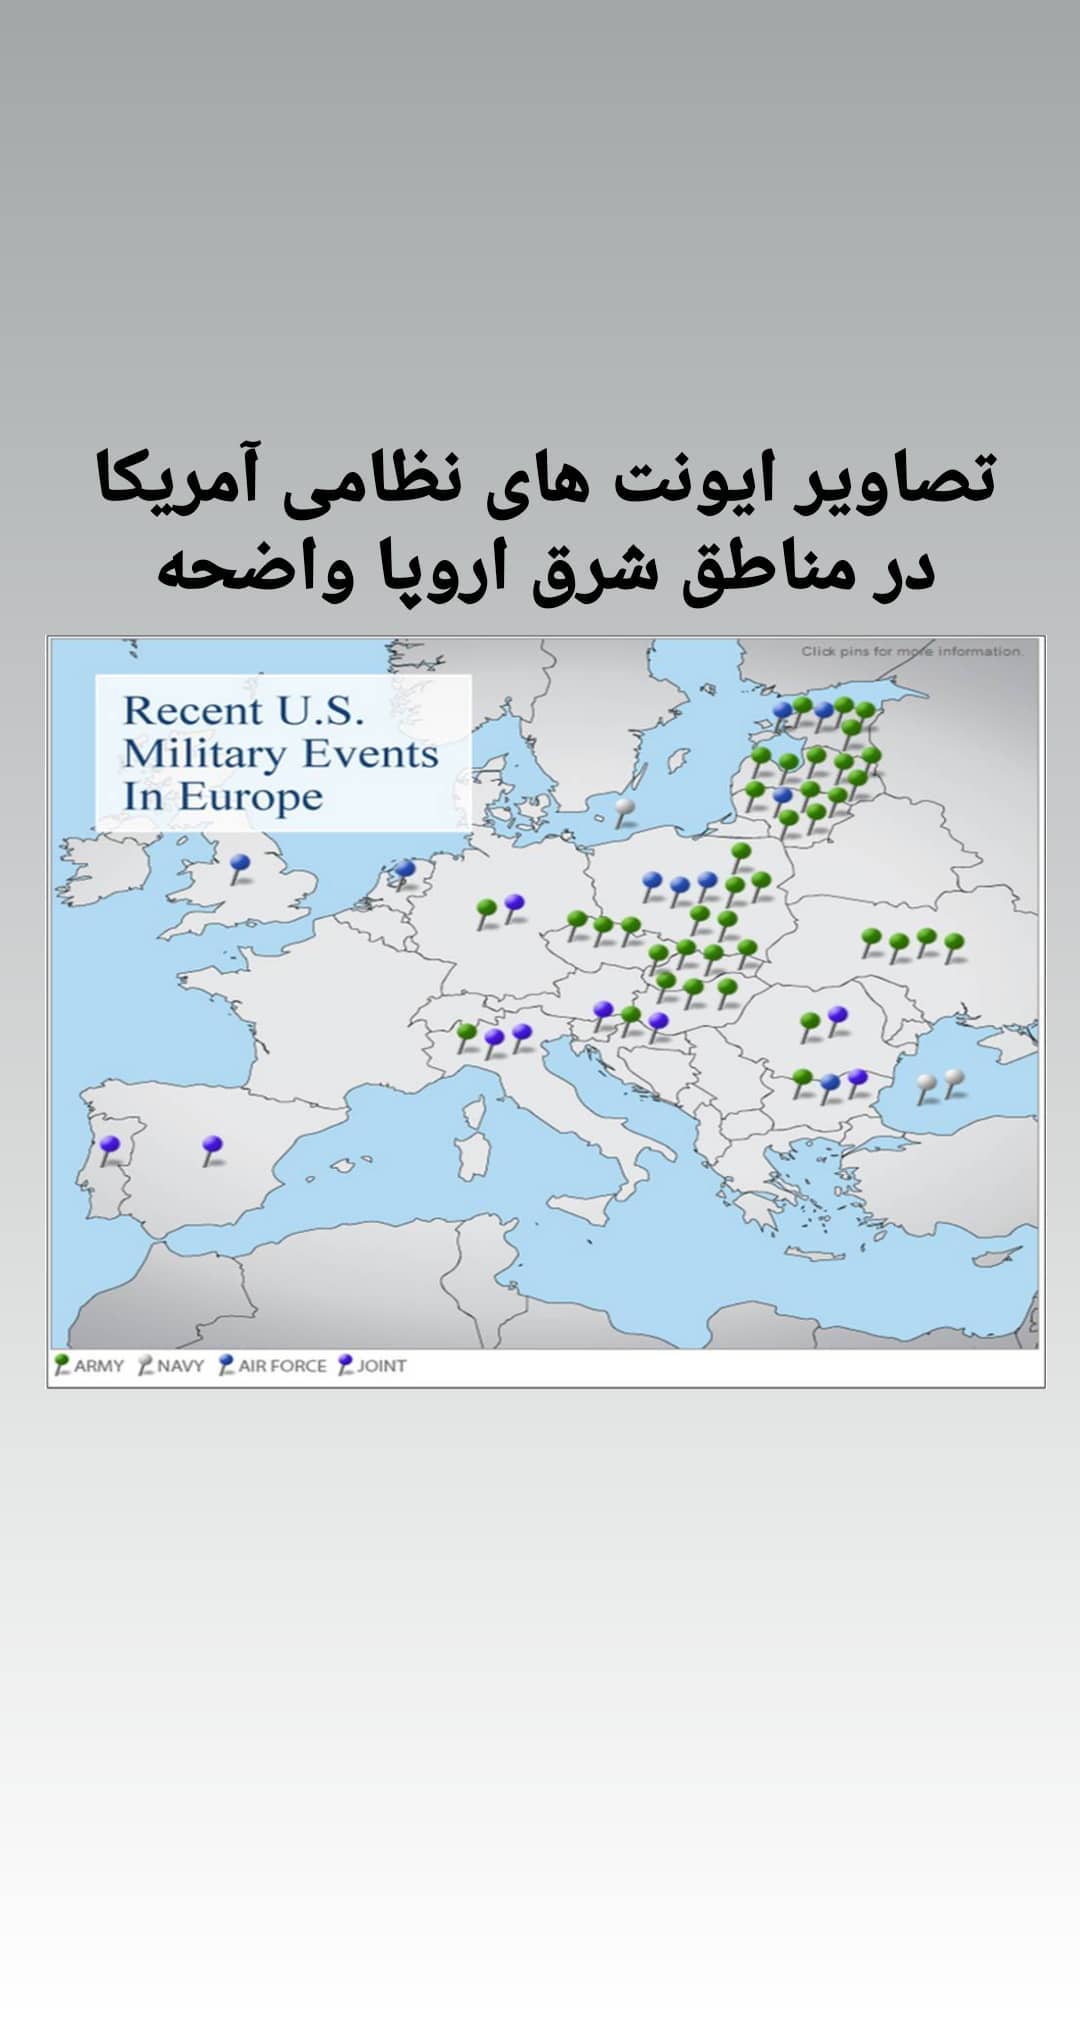 تصاویر ایونت های نظامی آمریکا
در مناطق شرق اروپا واضحه
Click pins for more information.
Recent U.S.
Military Events
In Europe
ARMY NAVY AIR FORCE JOINT